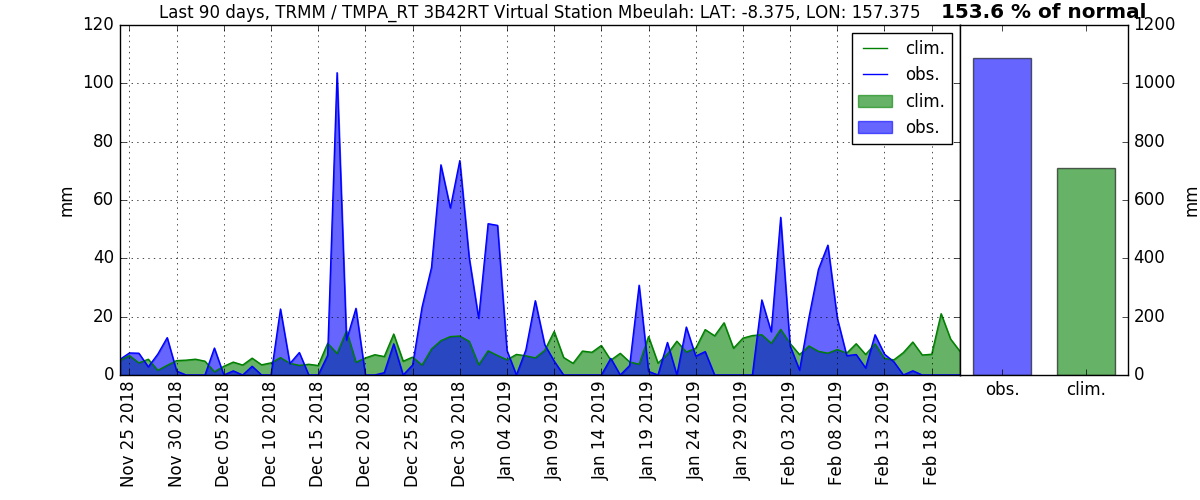 Last 90 days, TRMM / TMPA_RT 3B42RT Virtual Station Mbeulah: LAT: -8.375, LON: 157.375
153.6 % of normal
120
100
80
60
40
20
0
mm
clim.
obs.
clim.
obs.
1200
1000
800
600
400
200
0
mm
Nov 25 2018
Nov 30 2018
Dec 05 2018
Dec 10 2018
Dec 15 2018
Dec 20 2018
Dec 25 2018
Dec 30 2018
Jan 04 2019
Jan 09 2019
Jan 14 2019
Jan 19 2019
Jan 24 2019
Jan 29 2019
Feb 03 2019
Feb 08 2019
Feb 13 2019
Feb 18 2019
obs.
clim.